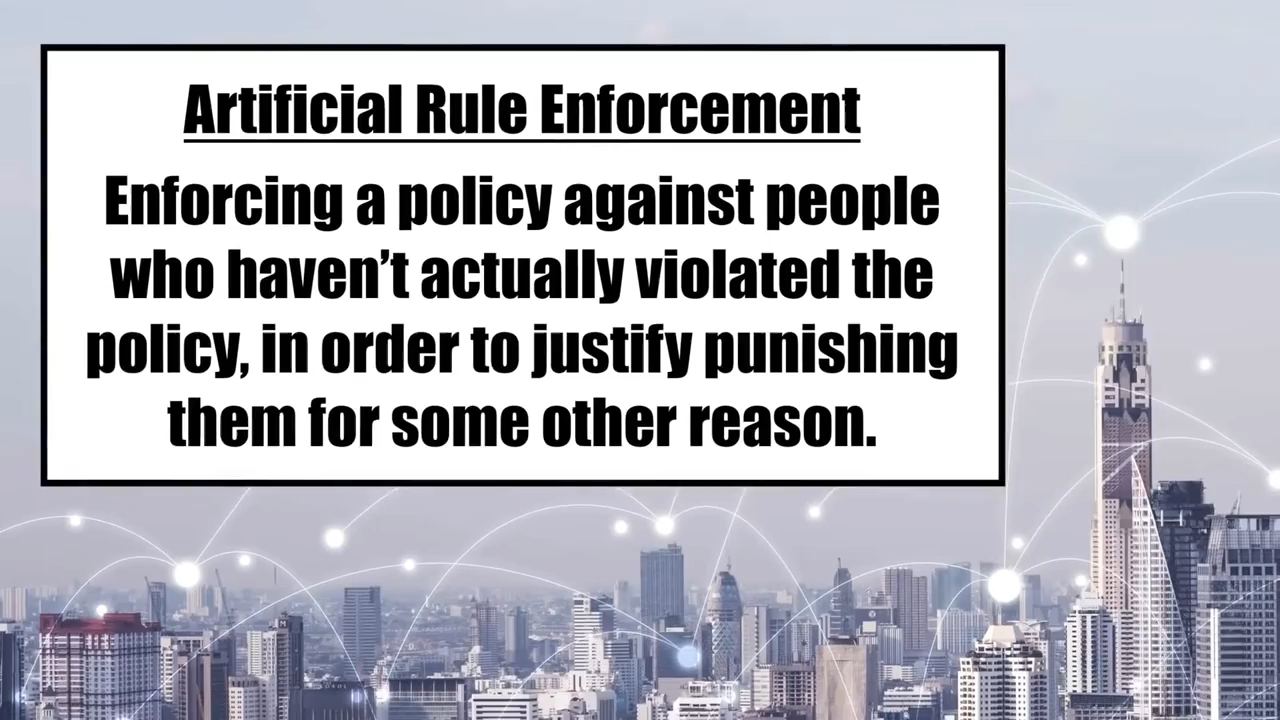 Artificial Rule Enforcement
Enforcing a policy against people
who haven’t actually violated the
policy, in order to justify punishing
them for some other reason.